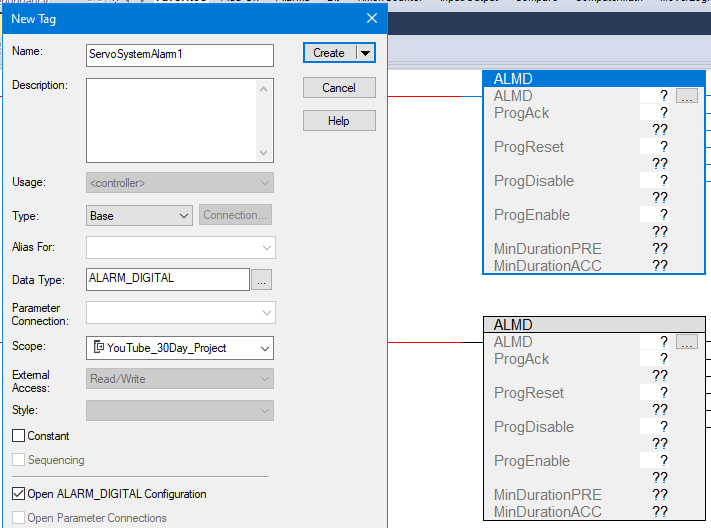 New Tag
Name:
ServoSystemAlarm1
Create
Description:
Cancel
Help
Usage:
<controller>
Type:
Base
Connection...
Alias For:
Data Type:
ALARM_DIGITAL
...
Parameter
Connection:
Scope:
YouTube_30Day_Project
External
Access:
Read/Write
Style:
Constant
Sequencing
Open ALARM_DIGITAL Configuration
Open Parameter Connections
ALMD
ALMD ? ...
ProgAck ?
??
ProgReset ?
??
ProgDisable ?
??
ProgEnable ?
??
MinDurationPRE ??
MinDurationACC ??
ALMD
ALMD ? ...
ProgAck ?
??
ProgReset ?
??
ProgDisable ?
??
ProgEnable ?
??
MinDurationPRE ??
MinDurationACC ??